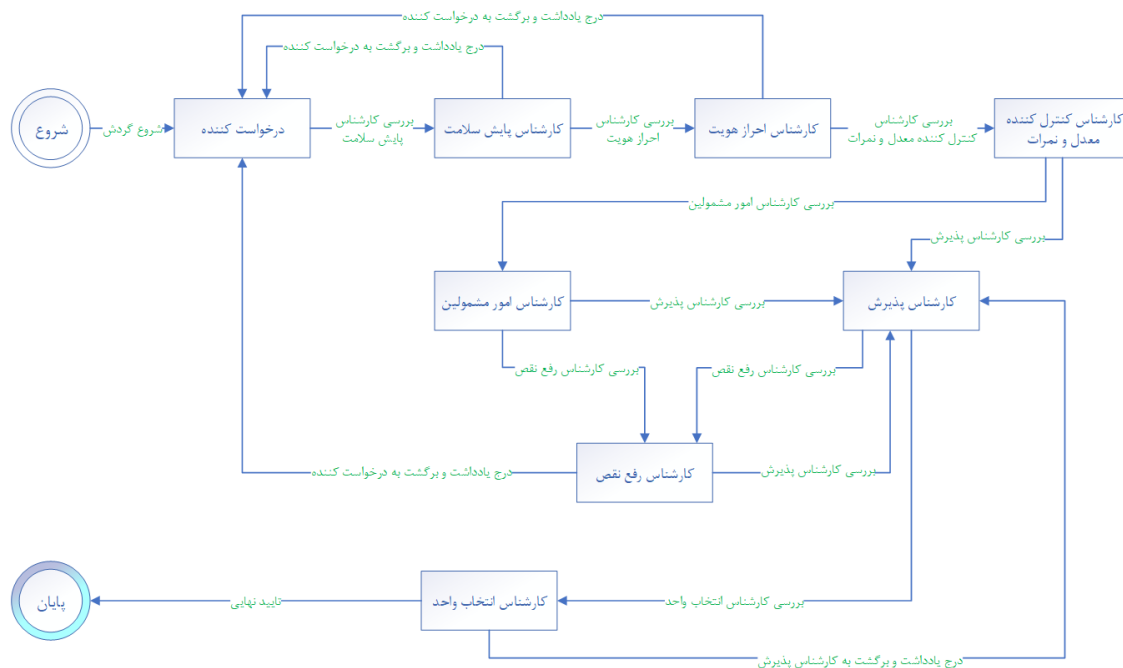 درج یادداشت و برگشت به درخواست کننده
درج یادداشت و برگشت به درخواست کننده
شروع
شروع گردش
درخواست کننده
بررسی کارشناس
پایش سلامت
کارشناس پایش سلامت
بررسی کارشناس
احراز هویت
کارشناس احراز هویت
بررسی کارشناس
کنترل کننده معدل و نمرات
کارشناس کنترل کننده
معدل و نمرات
بررسی کارشناس امور مشمولین
بررسی کارشناس پذیرش
کارشناس امور مشمولین
بررسی کارشناس پذیرش
کارشناس پذیرش
بررسی کارشناس رفع نقص
بررسی کارشناس رفع نقص
درج یادداشت و برگشت به درخواست کننده
کارشناس رفع نقص
بررسی کارشناس پذیرش
پایان
تایید نهایی
کارشناس انتخاب واحد
بررسی کارشناس انتخاب واحد
درج یادداشت و برگشت به کارشناس پذیرش